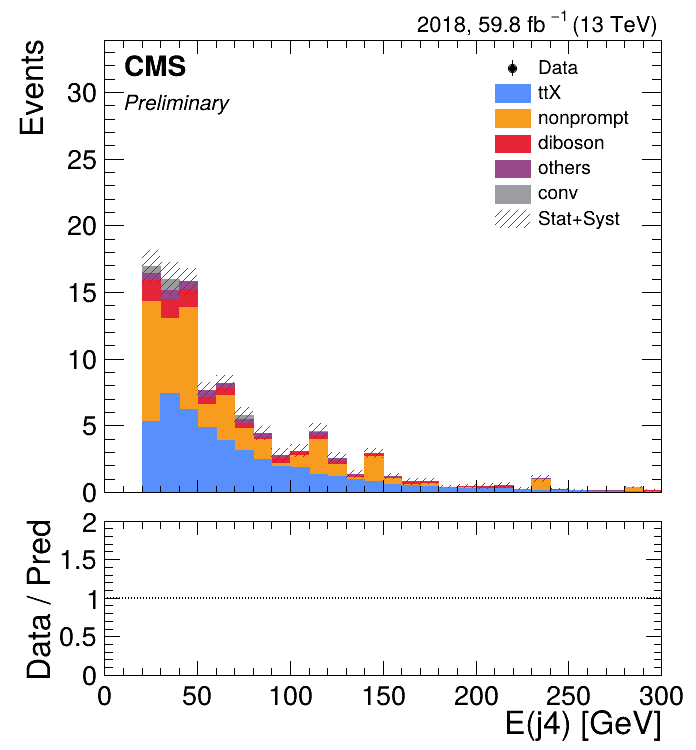 2018, 59.8 fb⁻¹ (13 TeV)
CMS
Preliminary
Events
Data
ttX
nonprompt
diboson
others
conv
Stat+Syst
30
25
20
15
10
5
0
Data / Pred
2
1.5
1
0.5
0
0 50 100 150 200 250 300
E(j4) [GeV]